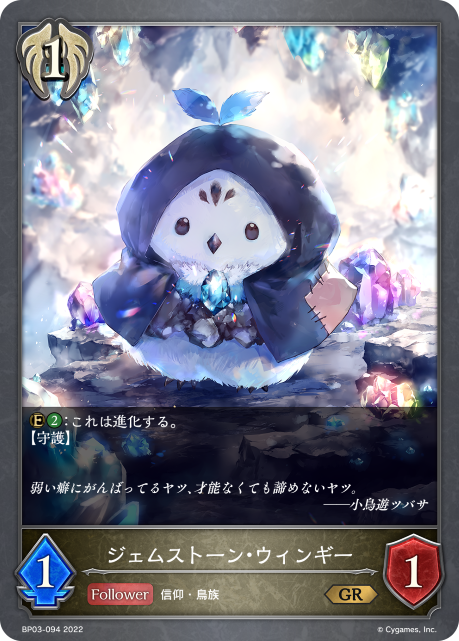 1
E 2：これは進化する。
【守護】
弱い癖にがんばってるヤツ、才能なくても諦めないヤツ。
――小鳥遊ツバサ
ジェムストーン・ウィンギー
1
Follower 信仰・鳥族 GR
1
BP03-094 2022 © Cygames, Inc.